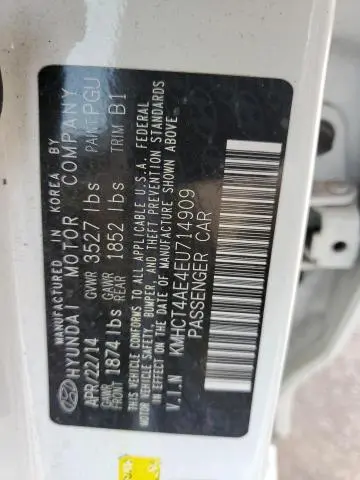 MANUFACTURED IN KOREA BY
HYUNDAI MOTOR COMPANY
APR/22/14 GVWR 3527 lbs PAINT PGU
GAWR FRONT 1874 lbs GAWR REAR 1852 lbs TRIM B1
THIS VEHICLE CONFORMS TO ALL APPLICABLE U.S.A. FEDERAL
MOTOR VEHICLE SAFETY, BUMPER, AND THEFT PREVENTION STANDARDS
IN EFFECT ON THE DATE OF MANUFACTURE SHOWN ABOVE.
V.I.N KMHCT4AE4EU714909
PASSENGER CAR